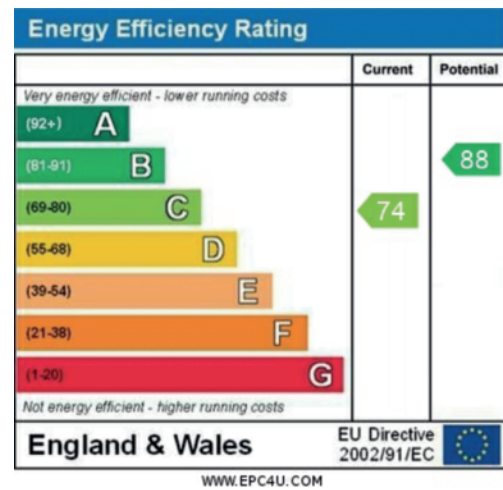 Energy Efficiency Rating
Current Potential
Very energy efficient - lower running costs
(92+) A
(81-91) B
88
(69-80) C
74
(55-68) D
(39-54) E
(21-38) F
(1-20) G
Not energy efficient - higher running costs
England & Wales
EU Directive
2002/91/EC
WWW.EPC4U.COM